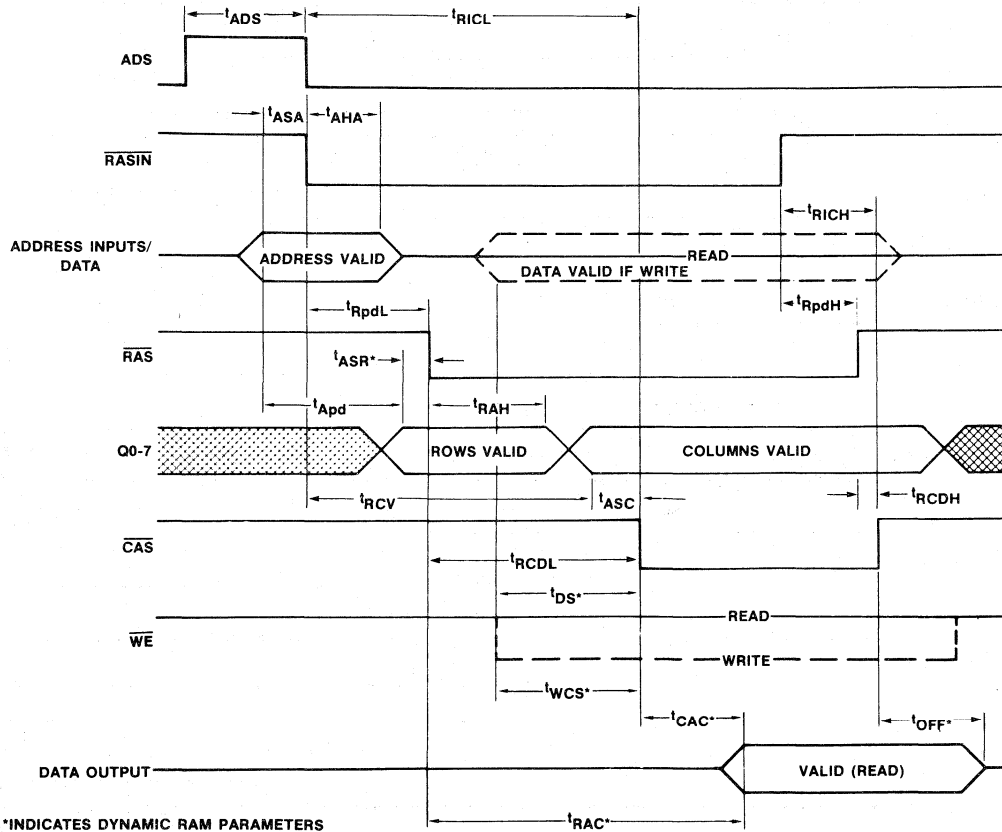 tADS
tRICL
ADS
tASA
tAHA
RASIN
tRICH
ADDRESS INPUTS/
DATA
ADDRESS VALID
READ
DATA VALID IF WRITE
tRpdL
tRpdH
RAS
tASR*
tApd
tRAH
Q0-7
ROWS VALID
COLUMNS VALID
tRCV
tASC
tRCDH
CAS
tRCDL
tDS*
READ
WE
WRITE
tWCS*
tCAC*
tOFF*
DATA OUTPUT
VALID (READ)
tRAC*
*INDICATES DYNAMIC RAM PARAMETERS